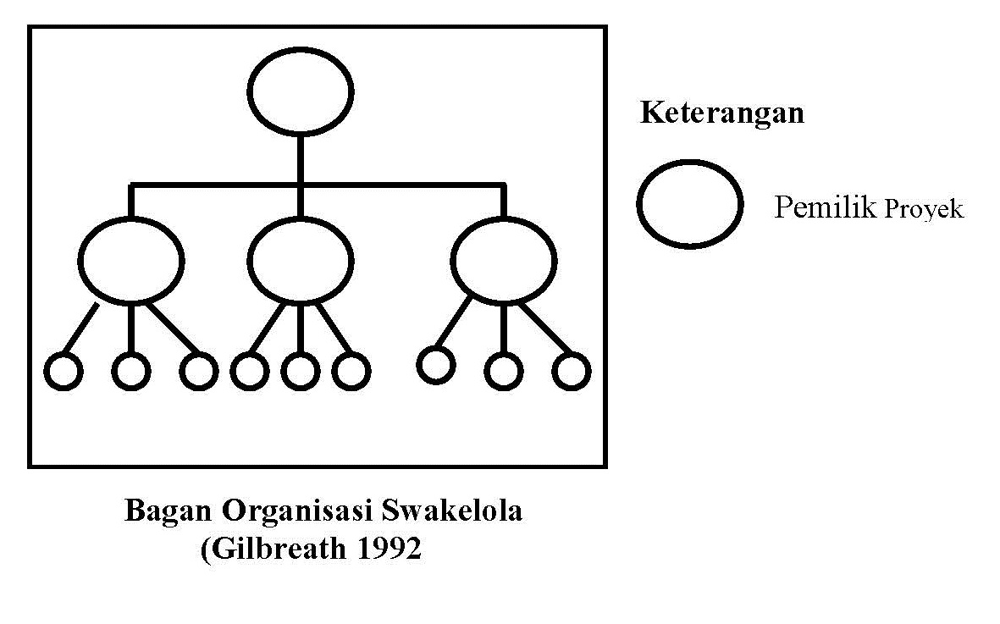 Keterangan
Pemilik Proyek
Bagan Organisasi Swakelola
(Gilbreath 1992